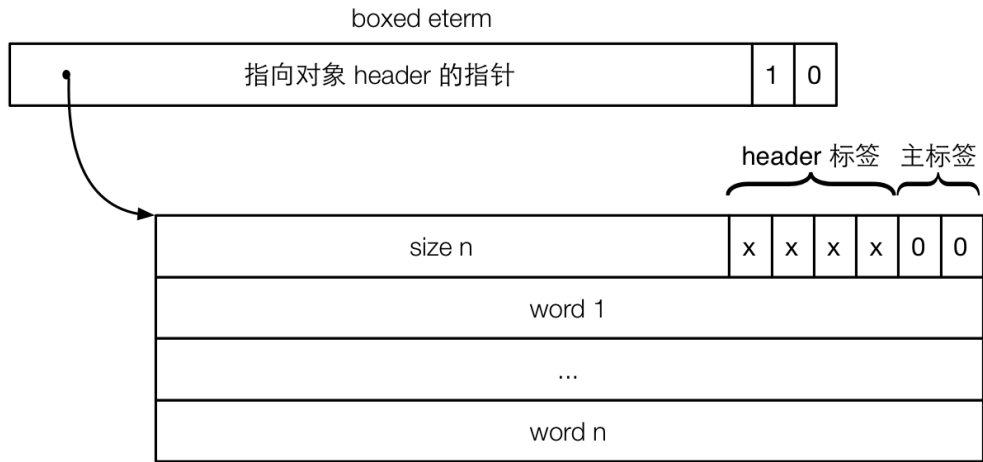 boxed eterm
指向对象 header 的指针 1 0
header 标签 主标签
size n x x x x 0 0
word 1
...
word n